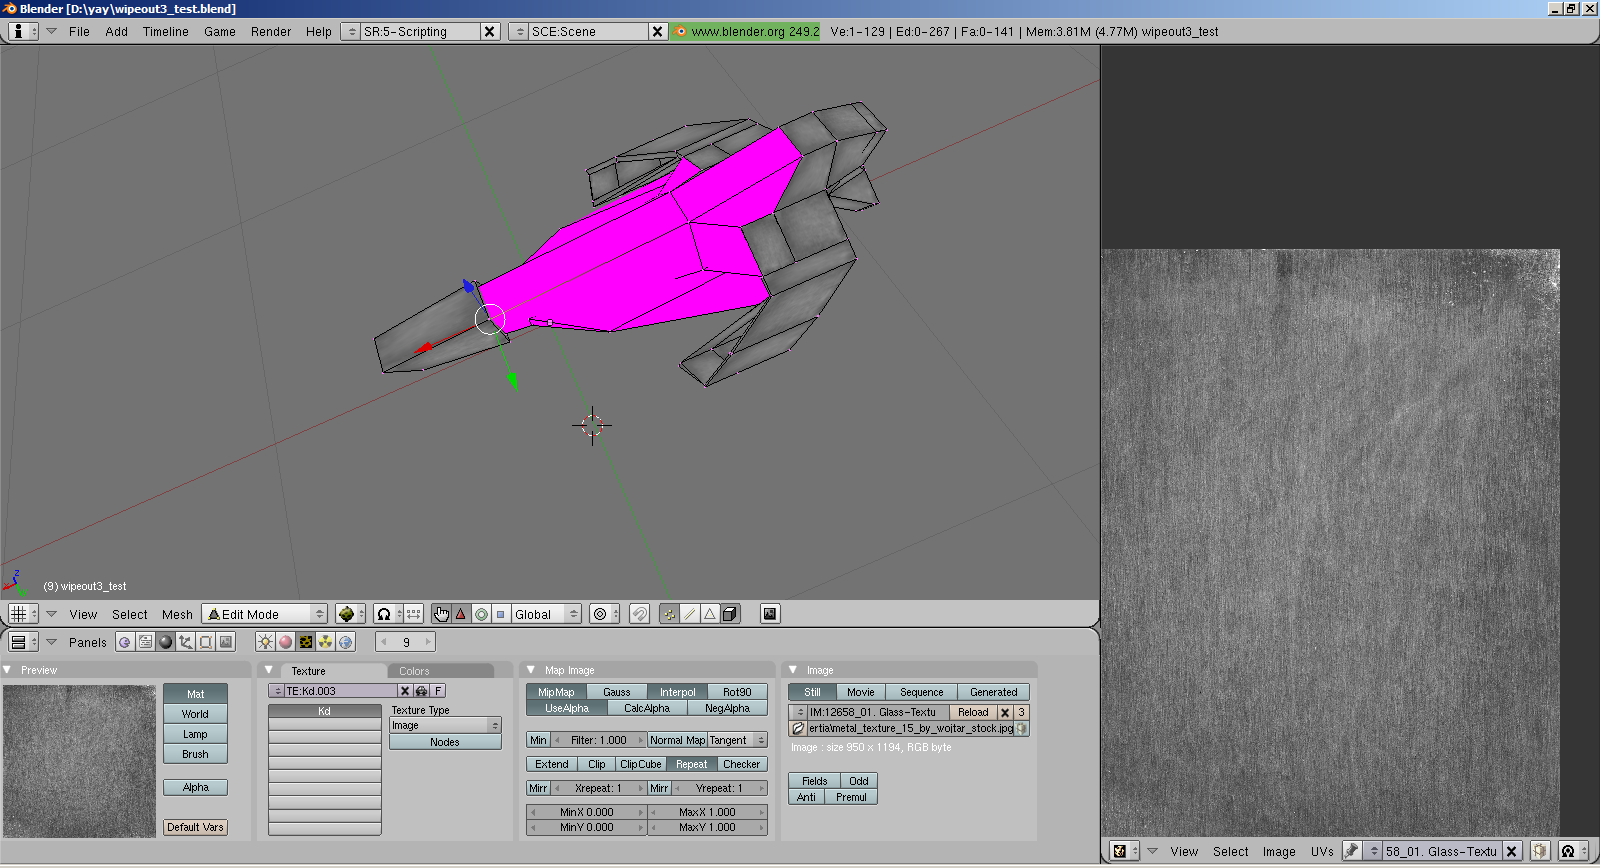 Blender [D:\yay\wipeout3_test.blend]
File Add Timeline Game Render Help SR:5-Scripting SCE:Scene www.blender.org 249.2 Ve:1-129 | Ed:0-267 | Fa:0-141 | Mem:3.81M (4.77M) wipeout3_test
z
(9) wipeout3_test
View Select Mesh Edit Mode Global
Panels 9
Preview
Mat
World
Lamp
Brush
Alpha
Default Vars
Texture Colors
TE:Kd.003 F
Kd
Texture Type
Image
Nodes
Map Image
MipMap Gauss Interpol Rot90
UseAlpha CalcAlpha NegAlpha
Min Filter: 1.000 Normal Map Tangent
Extend Clip ClipCube Repeat Checker
Mirr Xrepeat: 1 Mirr Yrepeat: 1
MinX 0.000 MaxX 1.000
MinY 0.000 MaxY 1.000
Image
Still Movie Sequence Generated
IM:12658_01. Glass-Textu Reload 3
ertia\metal_texture_15_by_wojtar_stock.jpg
Image : size 950 x 1194, RGB byte
Fields Odd
Anti Premul
View Select Image UVs 58_01. Glass-Textu